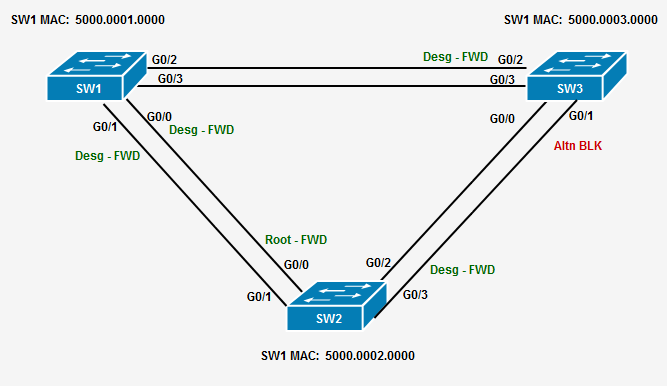 SW1 MAC: 5000.0001.0000
SW1 MAC: 5000.0003.0000
G0/2
Desg - FWD
G0/2
G0/3
G0/3
SW1
SW3
G0/0
G0/1
Desg - FWD
Desg - FWD
G0/0
G0/1
Altn BLK
Root - FWD
G0/0
G0/1
G0/2
Desg - FWD
G0/3
SW2
SW1 MAC: 5000.0002.0000